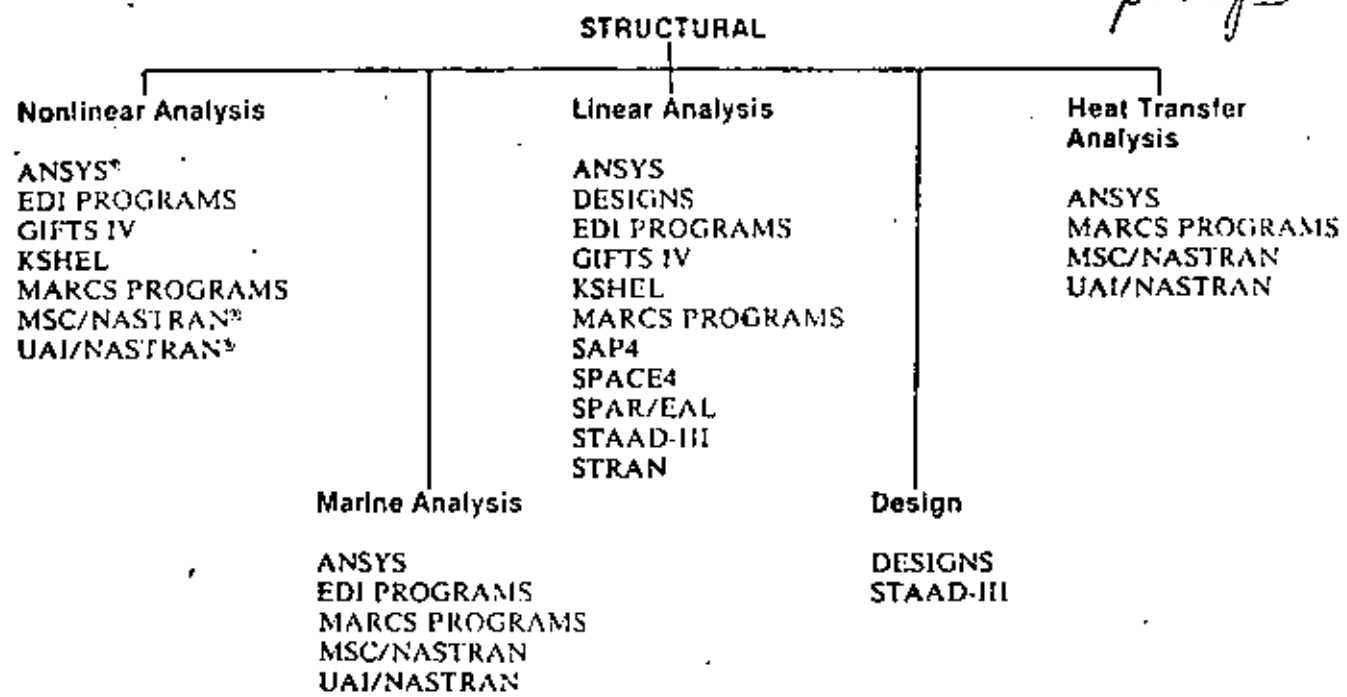 STRUCTURAL
Nonlinear Analysis
ANSYS®
EDI PROGRAMS
GIFTS IV
KSHEL
MARCS PROGRAMS
MSC/NASTRAN®
UAI/NASTRAN®
Linear Analysis
ANSYS
DESIGNS
EDI PROGRAMS
GIFTS IV
KSHEL
MARCS PROGRAMS
SAP4
SPACE4
SPAR/EAL
STAAD-III
STRAN
Heat Transfer
Analysis
ANSYS
MARCS PROGRAMS
MSC/NASTRAN
UAI/NASTRAN
Marine Analysis
ANSYS
EDI PROGRAMS
MARCS PROGRAMS
MSC/NASTRAN
UAI/NASTRAN
Design
DESIGNS
STAAD-III